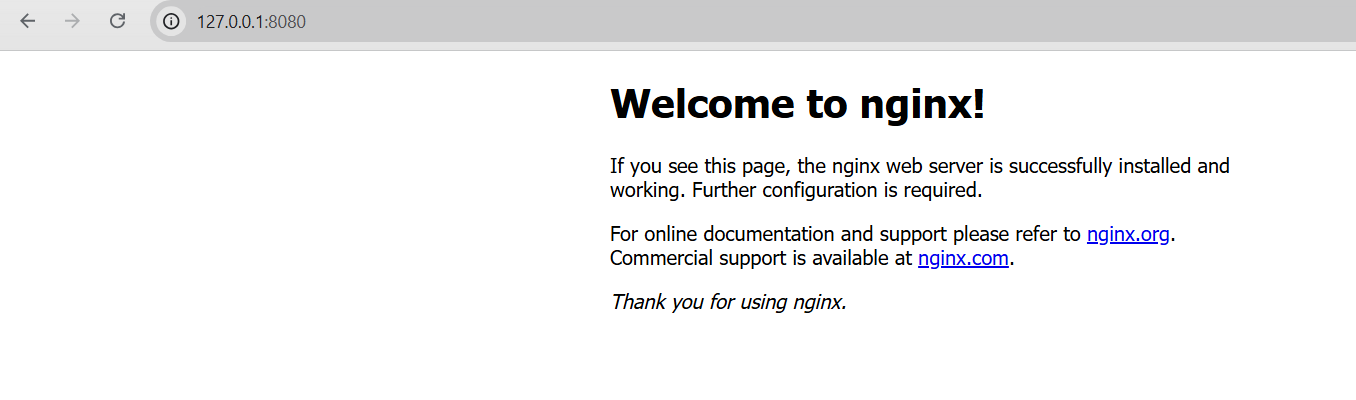 127.0.0.1:8080
Welcome to nginx!
If you see this page, the nginx web server is successfully installed and
working. Further configuration is required.
For online documentation and support please refer to nginx.org.
Commercial support is available at nginx.com.
Thank you for using nginx.